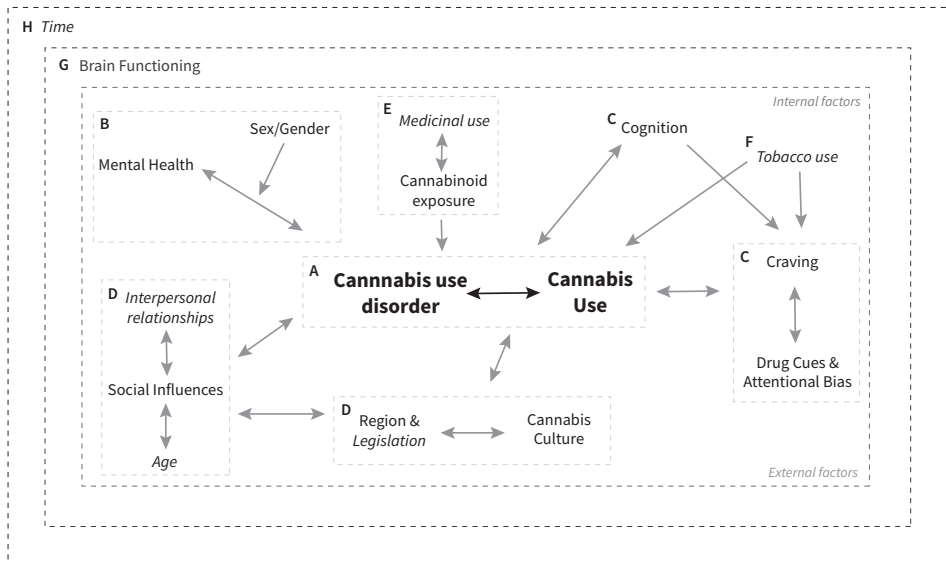 H Time
G Brain Functioning
Internal factors
B
Sex/Gender
Mental Health
E
Medicinal use
Cannabinoid
exposure
C Cognition
F
Tobacco use
A
Cannnabis use
disorder
Cannabis
Use
C
Craving
Drug Cues &
Attentional Bias
D
Interpersonal
relationships
Social Influences
Age
D
Region &
Legislation
Cannabis
Culture
External factors